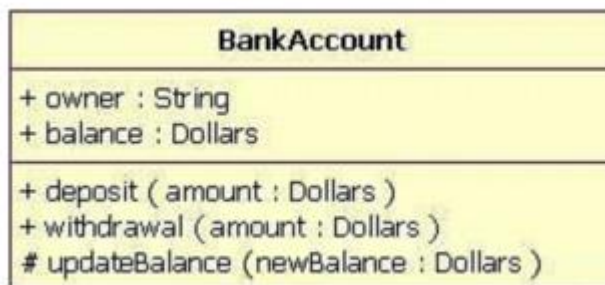 BankAccount
+ owner : String
+ balance : Dollars
+ deposit ( amount : Dollars )
+ withdrawal ( amount : Dollars )
# updateBalance (newBalance : Dollars )